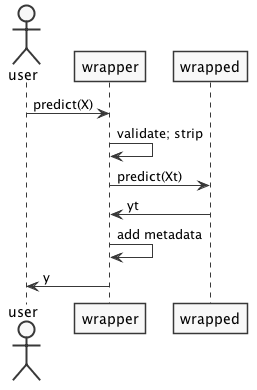 user
wrapper
wrapped
predict(X)
validate; strip
predict(Xt)
yt
add metadata
y
user
wrapper
wrapped